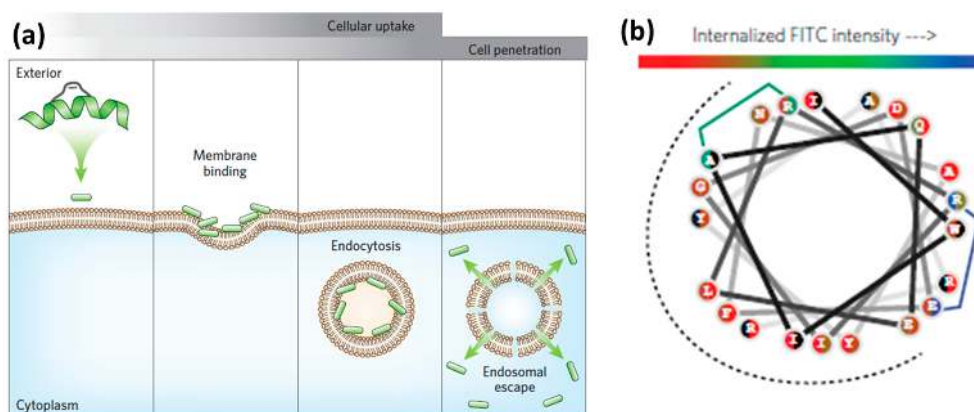 (a)
Cellular uptake
Cell penetration
Exterior
Membrane
binding
Endocytosis
Endosomal
escape
Cytoplasm
(b)
Internalized FITC intensity --->
N R I A D Q
A A
G R
Y W
R
L E
F E
R I I Y